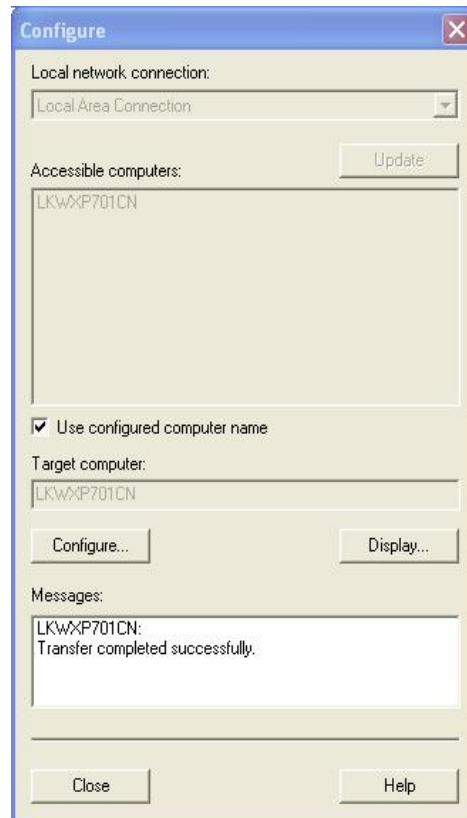 Configure
Local network connection:
Local Area Connection
Update
Accessible computers:
LKWXP701CN
Use configured computer name
Target computer:
LKWXP701CN
Configure...
Display...
Messages:
LKWXP701CN:
Transfer completed successfully.
Close
Help